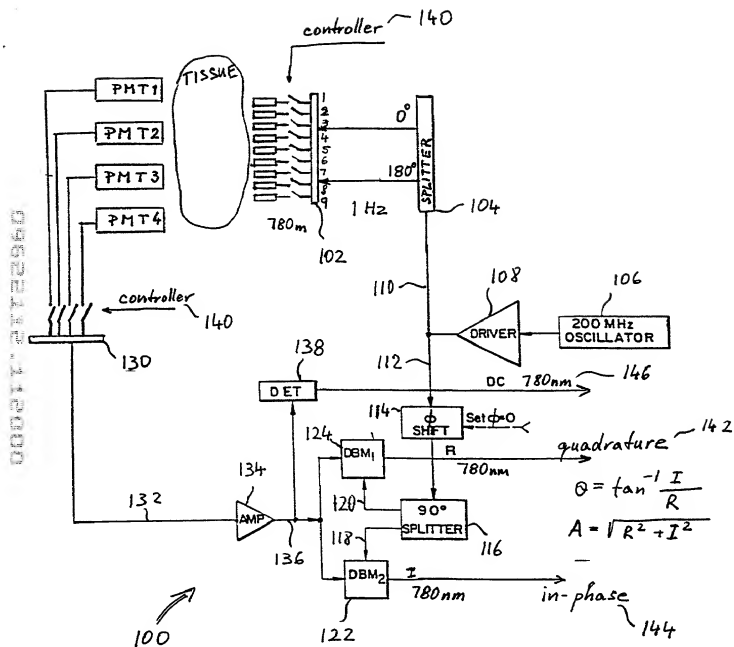 controller 140
TISSUE
PMT1
PMT2
PMT3
PMT4
1
2
3
4
5
6
7
8
9
0°
180°
SPLITTER
104
780m
102
1 Hz
110
108
DRIVER
106
200 MHz
OSCILLATOR
controller
140
130
112
138
DET
DC 780nm
146
114
Φ
SHIFT
Set ϕ=0
124
DBM1
R
780nm
quadrature
142
134
AMP
132
136
120
118
90°
SPLITTER
116
θ = tan⁻¹ I/R
A = √R² + I²
DBM2
I
780nm
in-phase
144
122
100
09622112.112000